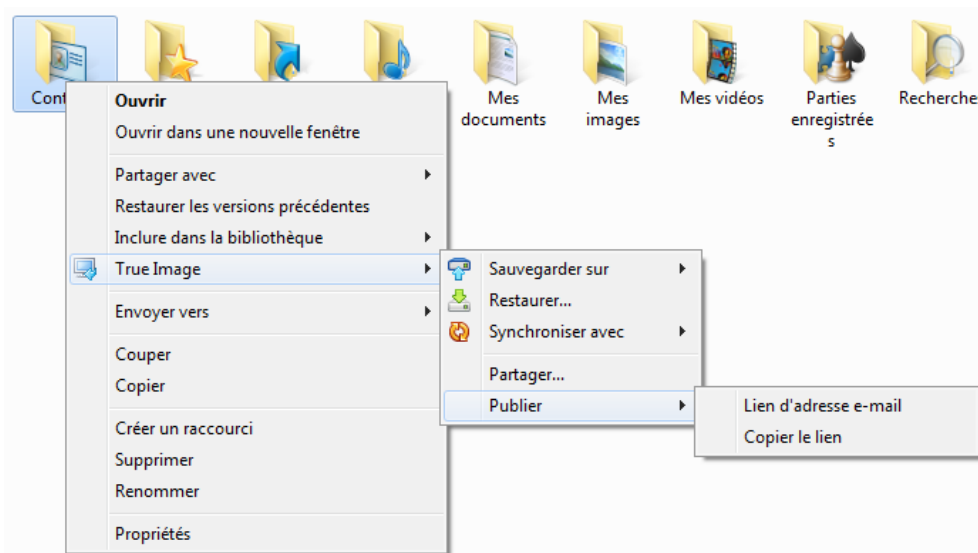 Cont
Mes
documents
Mes
images
Mes vidéos
Parties
enregistrée
s
Recherche
Ouvrir
Ouvrir dans une nouvelle fenêtre
Partager avec
Restaurer les versions précédentes
Inclure dans la bibliothèque
True Image
Envoyer vers
Couper
Copier
Créer un raccourci
Supprimer
Renommer
Propriétés
Sauvegarder sur
Restaurer...
Synchroniser avec
Partager...
Publier
Lien d'adresse e-mail
Copier le lien